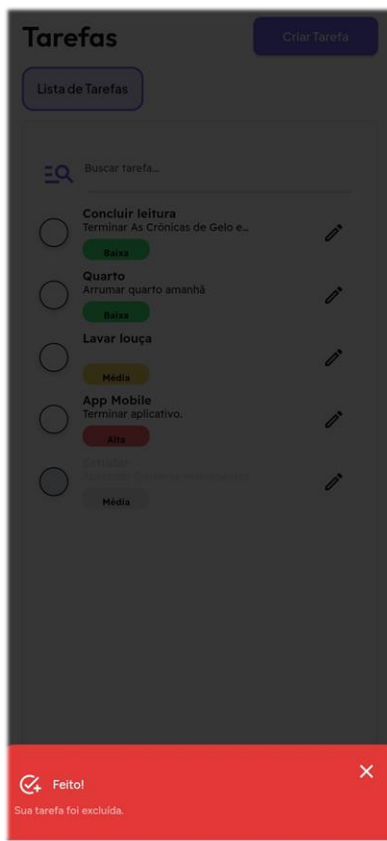 Tarefas
Criar Tarefa
Lista de Tarefas
Buscar tarefa...
Concluir leitura
Terminar As Crônicas de Gelo e...
Baixa
Quarto
Arrumar quarto amanhã
Baixa
Lavar louça
Média
App Mobile
Terminar aplicativo.
Alta
Estudar
Média
Feito!
Sua tarefa foi excluída.